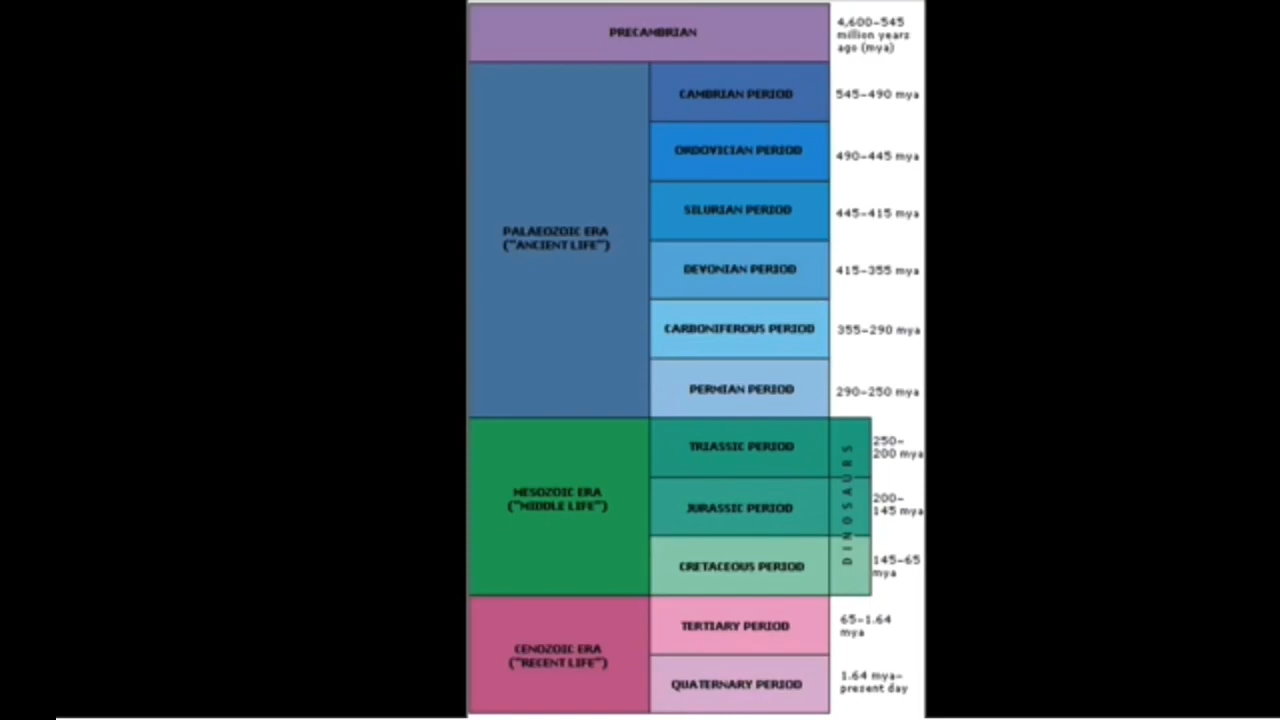 PRECAMBRIAN
4,600–545
million years
ago (mya)
CAMBRIAN PERIOD
545–490 mya
ORDOVICIAN PERIOD
490–445 mya
SILURIAN PERIOD
445–415 mya
PALAEOZOIC ERA
("ANCIENT LIFE")
DEVONIAN PERIOD
415–355 mya
CARBONIFEROUS PERIOD
355–290 mya
PERMIAN PERIOD
290–250 mya
TRIASSIC PERIOD
250–
200 mya
MESOZOIC ERA
("MIDDLE LIFE")
JURASSIC PERIOD
DINOSAURS
200–
145 mya
CRETACEOUS PERIOD
145–65
mya
TERTIARY PERIOD
65–1.64
mya
CENOZOIC ERA
("RECENT LIFE")
QUATERNARY PERIOD
1.64 mya–
present day